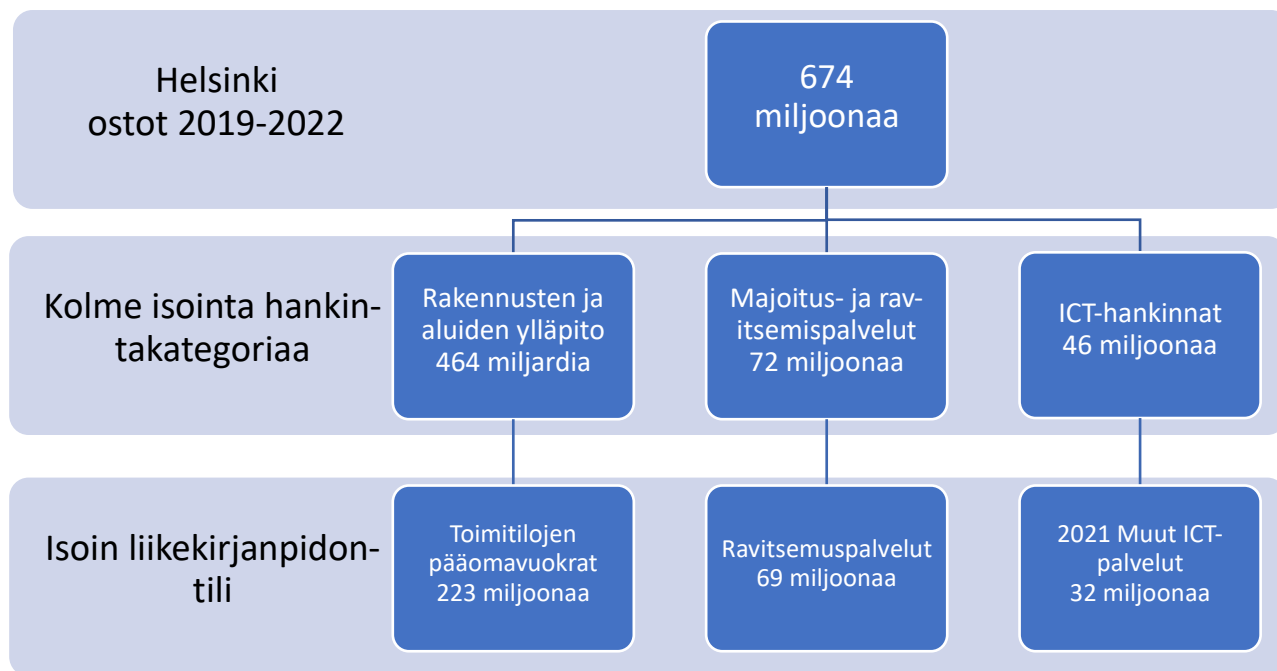 Helsinki
ostot 2019-2022
674
miljoonaa
Kolme isointa hankin-
takategoriaa
Rakennusten ja
aluiden ylläpito
464 miljardia
Majoitus- ja rav-
itsemispalvelut
72 miljoonaa
ICT-hankinnat
46 miljoonaa
Isoin liikekirjanpidon-
tili
Toimitilojen
pääomavuokrat
223 miljoonaa
Ravitsemuspalvelut
69 miljoonaa
2021 Muut ICT-
palvelut
32 miljoonaa